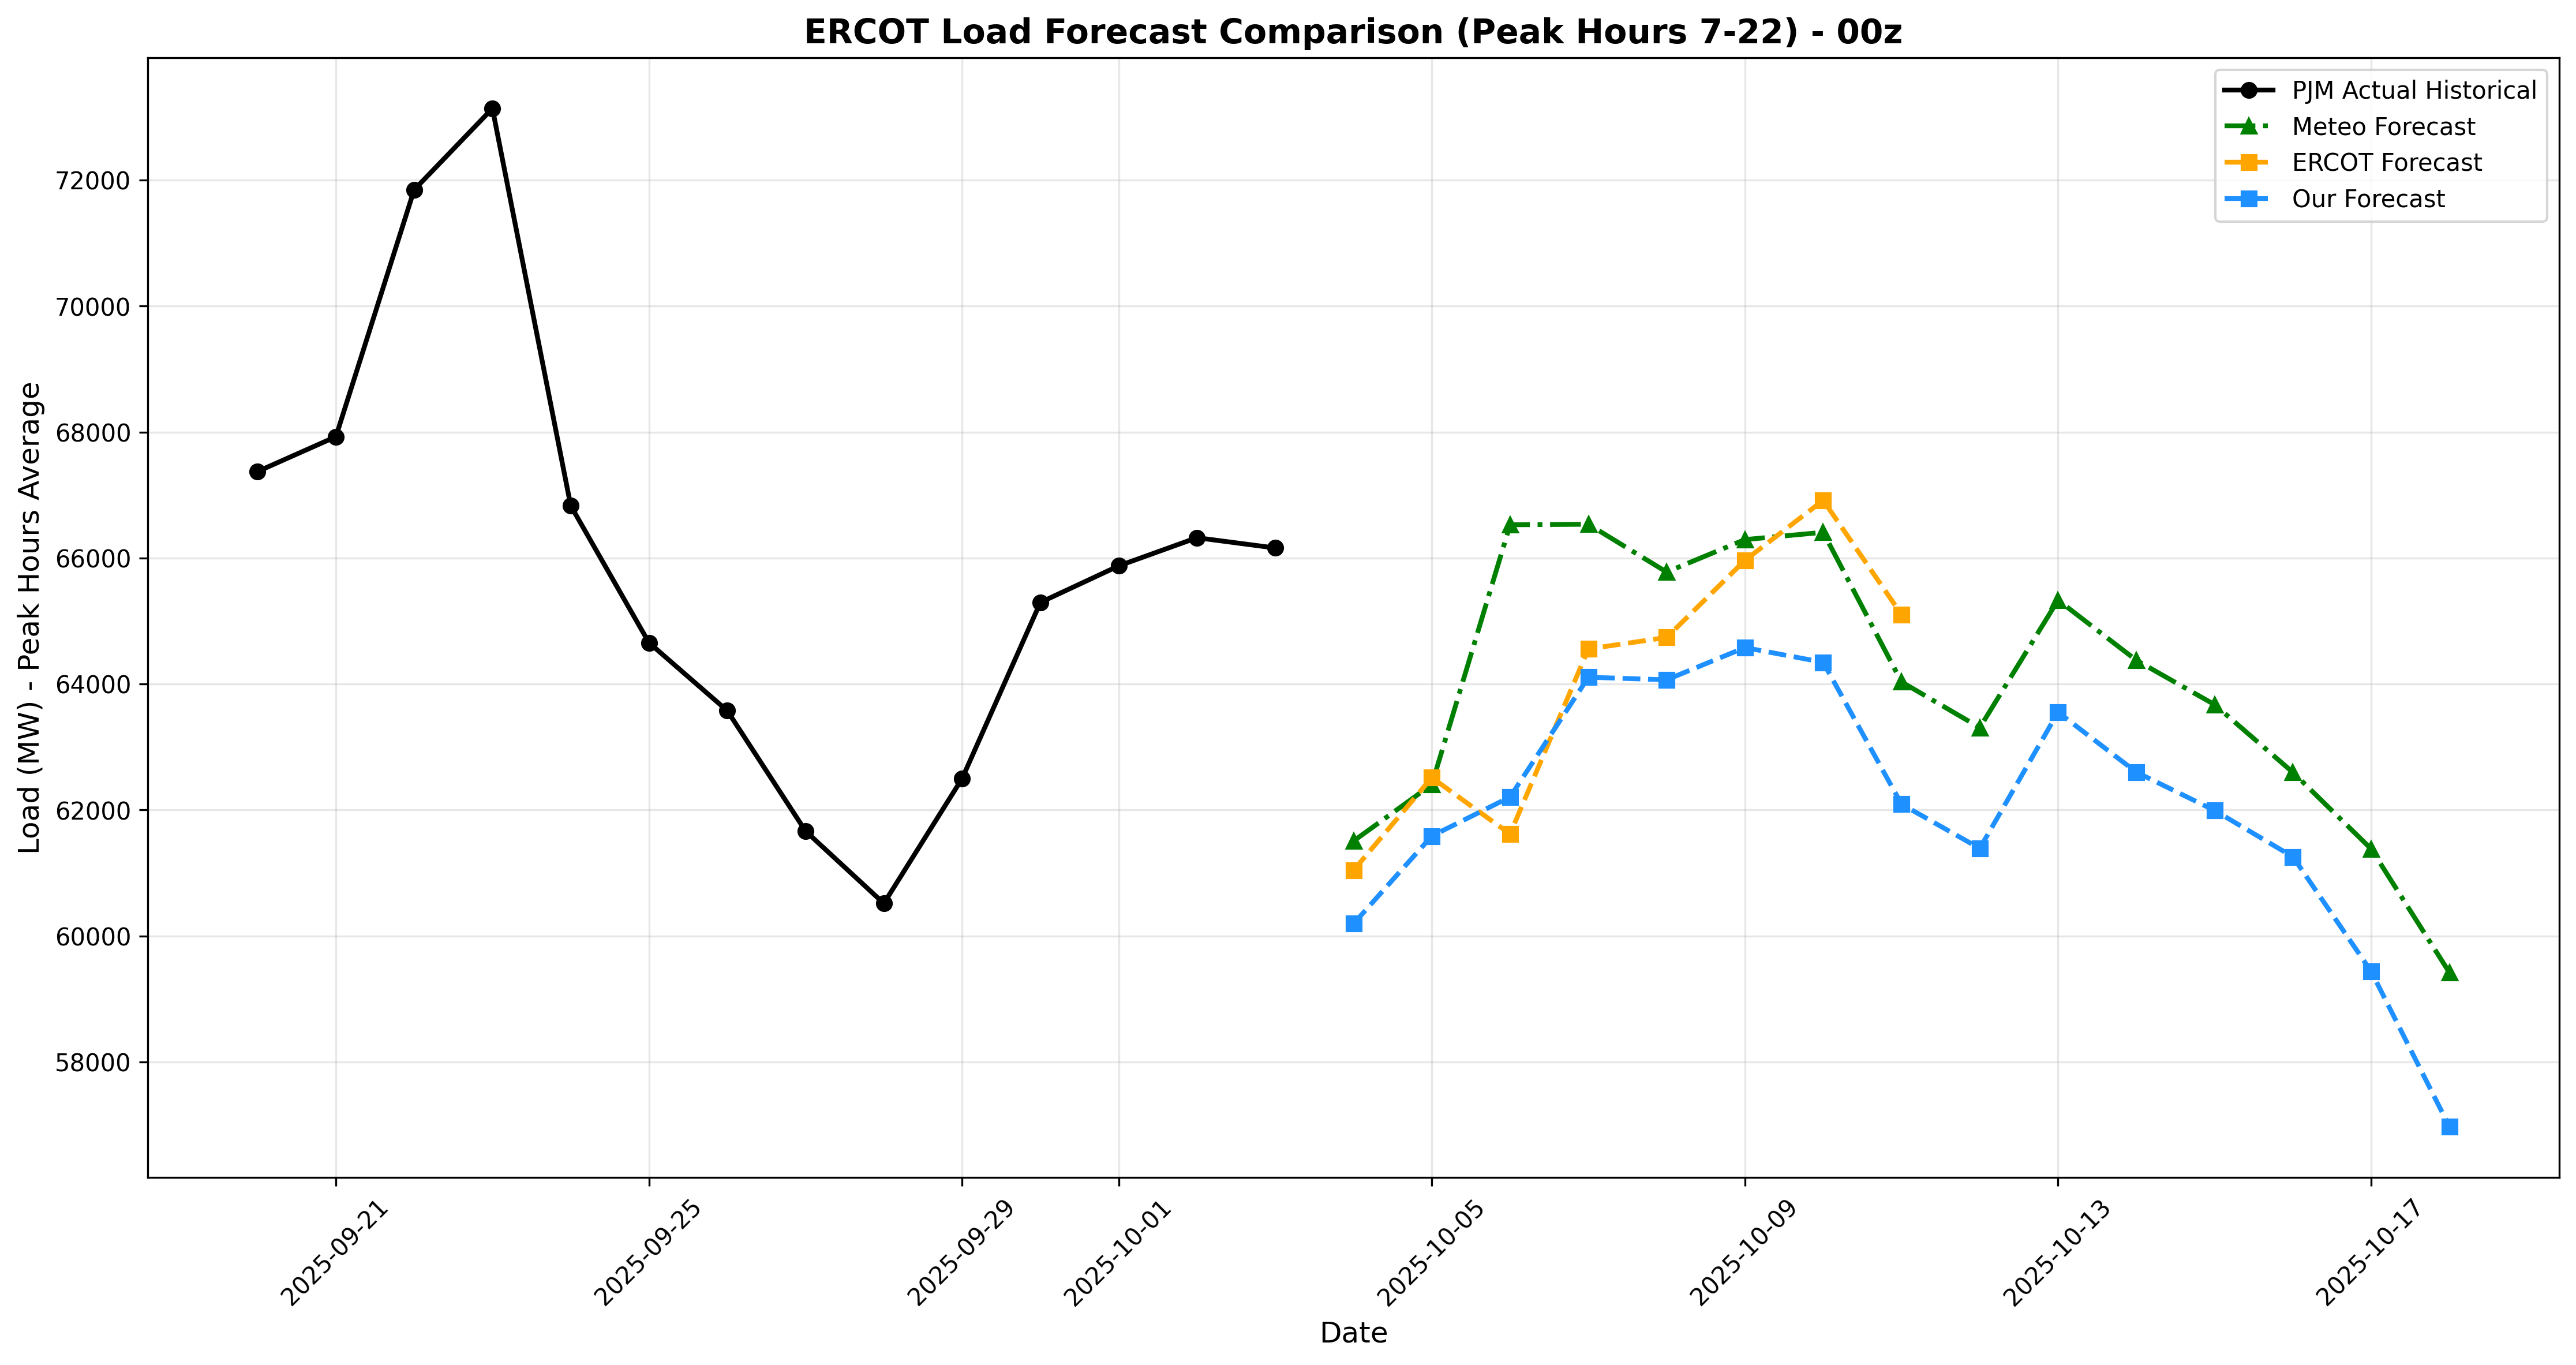 ERCOT Load Forecast Comparison (Peak Hours 7-22) - 00z
PJM Actual Historical
Meteo Forecast
ERCOT Forecast
Our Forecast
Load (MW) - Peak Hours Average
72000
70000
68000
66000
64000
62000
60000
58000
2025-09-21
2025-09-25
2025-09-29
2025-10-01
2025-10-05
2025-10-09
2025-10-13
2025-10-17
Date